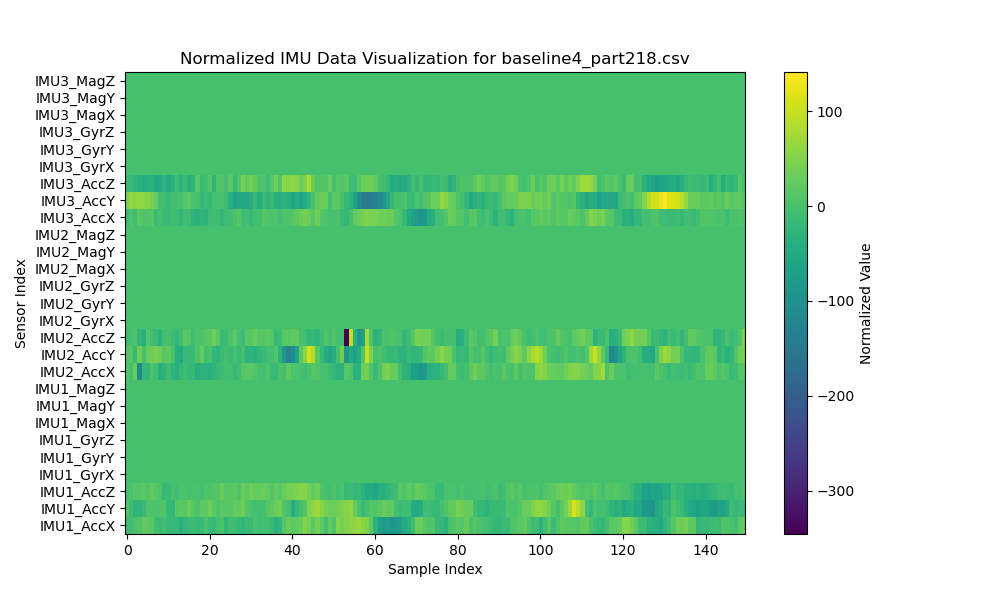 Normalized IMU Data Visualization for baseline4_part218.csv
IMU3_MagZ
IMU3_MagY
IMU3_MagX
IMU3_GyrZ
IMU3_GyrY
IMU3_GyrX
IMU3_AccZ
IMU3_AccY
IMU3_AccX
IMU2_MagZ
IMU2_MagY
IMU2_MagX
IMU2_GyrZ
IMU2_GyrY
IMU2_GyrX
IMU2_AccZ
IMU2_AccY
IMU2_AccX
IMU1_MagZ
IMU1_MagY
IMU1_MagX
IMU1_GyrZ
IMU1_GyrY
IMU1_GyrX
IMU1_AccZ
IMU1_AccY
IMU1_AccX
Sensor Index
0 20 40 60 80 100 120 140
Sample Index
100
0
−100
−200
−300
Normalized Value